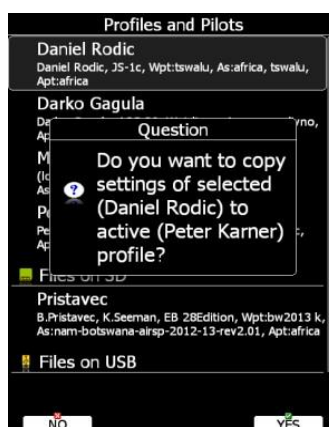 Profiles and Pilots
Daniel Rodic
Daniel Rodic, JS-1c, Wpt:tswalu, As:africa, tswalu,
Apt:africa
Darko Gagula
Question
Do you want to copy
settings of selected
(Daniel Rodic) to
active (Peter Karner)
profile?
Files on SD
Pristavec
B.Pristavec, K.Seeman, EB 28Edition, Wpt:bw2013 k,
As:nam-botswana-airsp-2012-13-rev2.01, Apt:africa
Files on USB
NO
YES